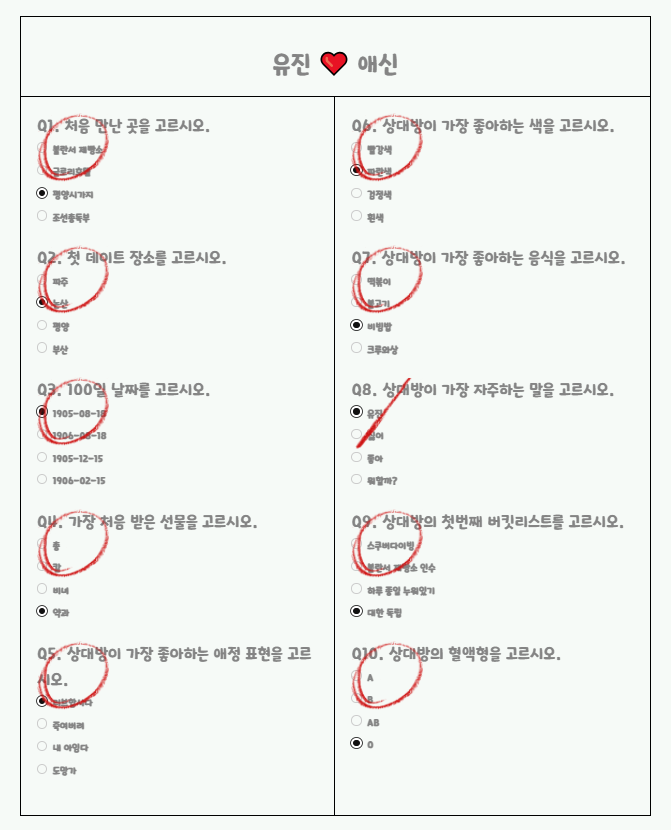 유진 ❤️ 애신
Q1. 처음 만난 곳을 고르시오.
불란서 제빵소
글로리호텔
평양시가지
조선총독부
Q2. 첫 데이트 장소를 고르시오.
파주
논산
평양
부산
Q3. 100일 날짜를 고르시오.
1905-08-18
1906-08-18
1905-12-15
1906-02-15
Q4. 가장 처음 받은 선물을 고르시오.
총
칼
비녀
약과
Q5. 상대방이 가장 좋아하는 애정 표현을 고르
시오.
죽여버려
내 아임다
도망가
Q6. 상대방이 가장 좋아하는 색을 고르시오.
빨강색
파란색
검정색
흰색
Q7. 상대방이 가장 좋아하는 음식을 고르시오.
떡볶이
불고기
비빔밥
크루와상
Q8. 상대방이 가장 자주하는 말을 고르시오.
유진
싫어
좋아
뭐할까?
Q9. 상대방의 첫번째 버킷리스트를 고르시오.
스쿠버다이빙
불란서 제빵소 인수
하루 종일 누워있기
대한 독립
Q10. 상대방의 혈액형을 고르시오.
A
B
AB
O